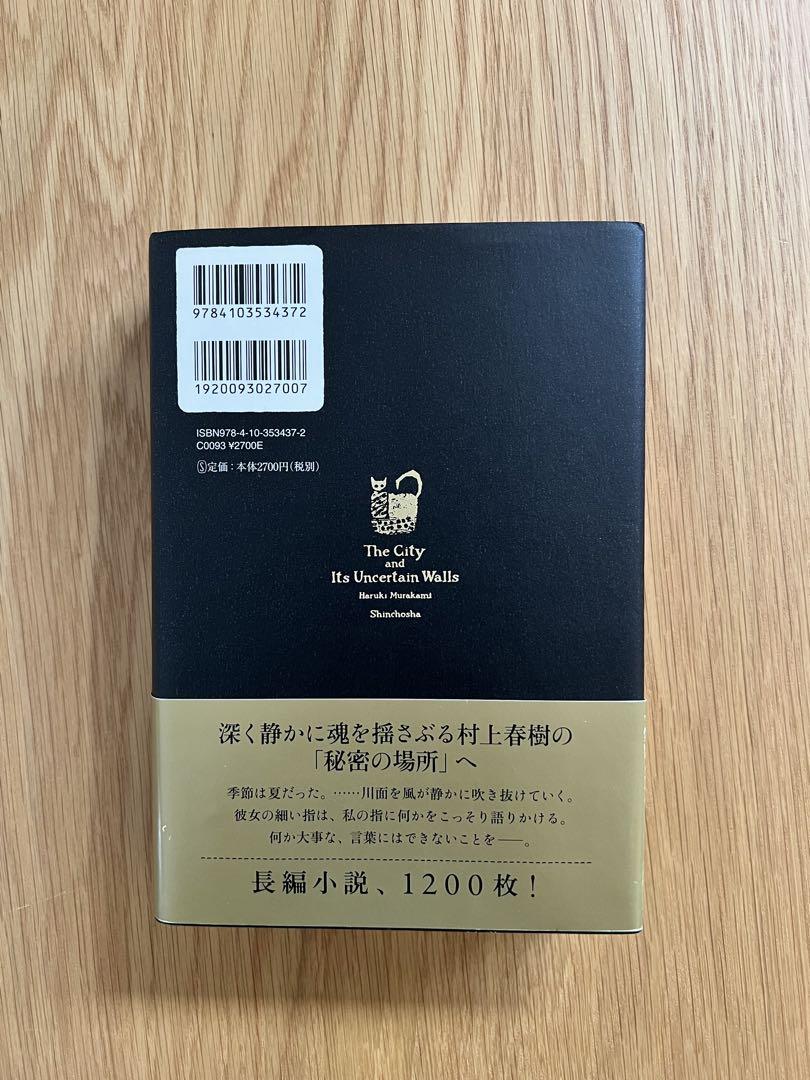 9784103534372
1920093027007
ISBN978-4-10-353437-2
C0093 ¥2700E
Ⓢ定価：本体2700円（税別）
The City
and
Its Uncertain Walls
Haruki Murakami
Shinchosha
深く静かに魂を揺さぶる村上春樹の
「秘密の場所」へ
季節は夏だった。……川面を風が静かに吹き抜けていく。
彼女の細い指は、私の指に何かをこっそり語りかける。
何か大事な、言葉にはできないことを――。
長編小説、1200枚！